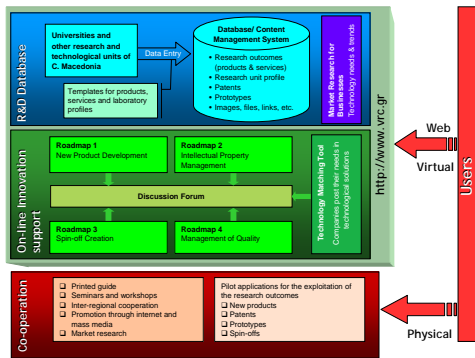 R&D Database
Universities and
other research and
technological units of
C. Macedonia
Data Entry
Templates for products,
services and laboratory
profiles
Database/ Content
Management System
• Research outcomes
(products & services)
• Research unit profile
• Patents
• Prototypes
• Images, files, links, etc.
Market Research for
Businesses
Technology needs & trends
On-line Innovation
support
Roadmap 1
New Product Development
Roadmap 2
Intellectual Property
Management
Discussion Forum
Roadmap 3
Spin-off Creation
Roadmap 4
Management of Quality
Technology Matching Tool
Companies post their needs in
technological solutions
http://www.vrc.gr
Web
Virtual
Users
Co-operation
❑ Printed guide
❑ Seminars and workshops
❑ Inter-regional cooperation
❑ Promotion through internet and
mass media
❑ Market research
Pilot applications for the exploitation of
the research outcomes
❑ New products
❑ Patents
❑ Prototypes
❑ Spin-offs
Physical